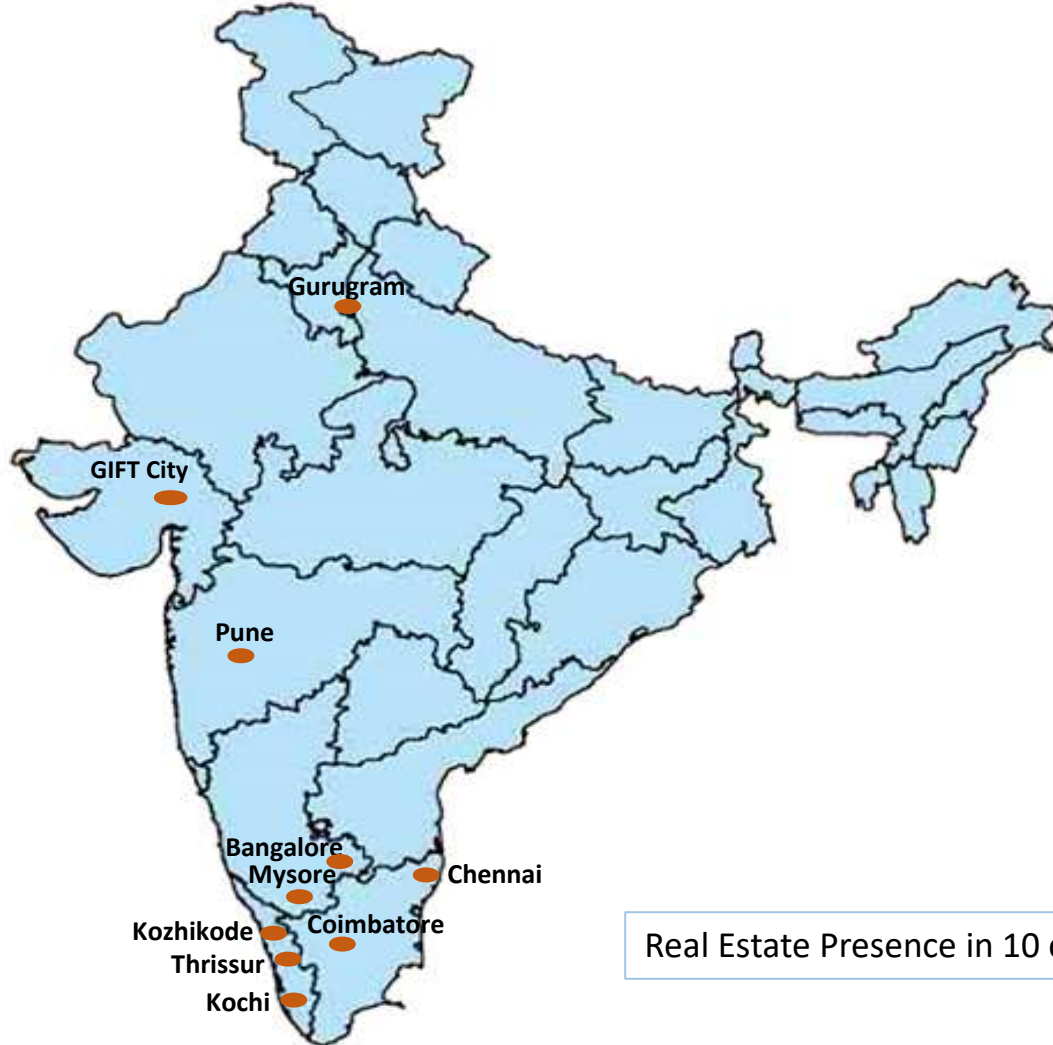 Gurugram
GIFT City
Pune
Bangalore
Mysore
Chennai
Kozhikode
Coimbatore
Thrissur
Kochi
Real Estate Presence in 10